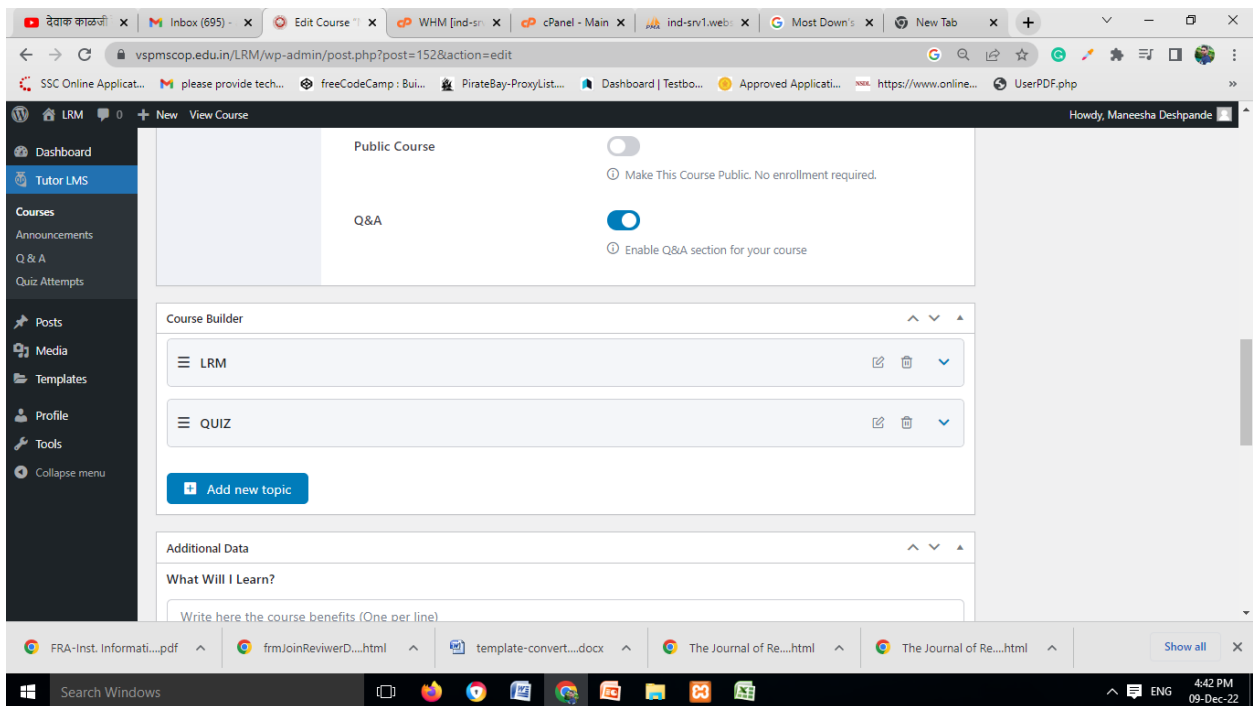 देवाक काळजी
Inbox (695) -
Edit Course "
WHM [ind-srv
cPanel - Main
ind-srv1.webs
Most Down's
New Tab
vspmscop.edu.in/LRM/wp-admin/post.php?post=152&action=edit
SSC Online Applicat...
please provide tech...
freeCodeCamp : Bui...
PirateBay-ProxyList....
Dashboard | Testbo...
Approved Applicati...
https://www.online...
UserPDF.php
»
LRM 0 + New View Course
Howdy, Maneesha Deshpande
Dashboard
Tutor LMS
Courses
Announcements
Q & A
Quiz Attempts
Posts
Media
Templates
Profile
Tools
Collapse menu
Public Course
Make This Course Public. No enrollment required.
Q&A
Enable Q&A section for your course
Course Builder
LRM
QUIZ
Add new topic
Additional Data
What Will I Learn?
Write here the course benefits (One per line)
FRA-Inst. Informati....pdf
frmJoinReviwerD....html
template-convert....docx
The Journal of Re....html
The Journal of Re....html
Show all
Search Windows
ENG
4:42 PM
09-Dec-22